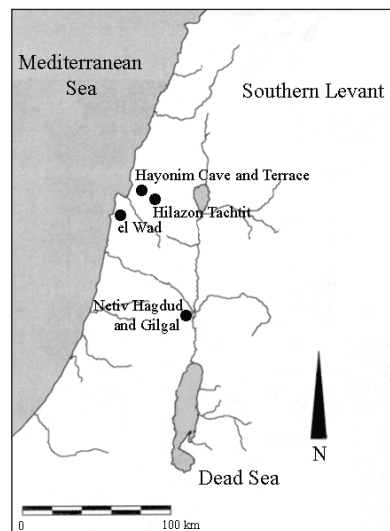 Mediterranean
Sea
Southern Levant
Hayonim Cave and Terrace
Hilazon Tachtit
el Wad
Netiv Hagdud
and Gilgal
N
Dead Sea
0
100 km